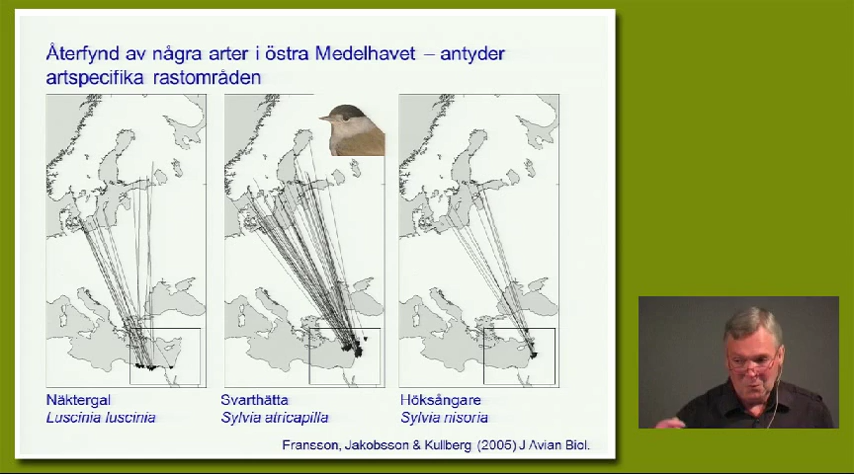 Återfynd av några arter i östra Medelhavet – antyder
artspecifika rastområden
Näktergal
Luscinia luscinia
Svarthätta
Sylvia atricapilla
Höksångare
Sylvia nisoria
Fransson, Jakobsson & Kullberg (2005) J Avian Biol.